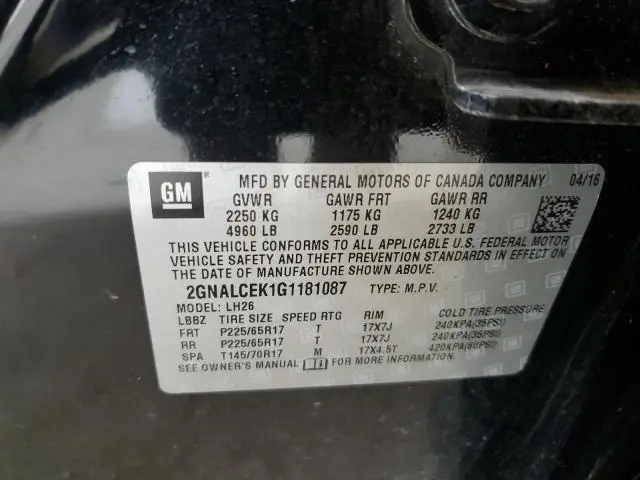 GM
MFD BY GENERAL MOTORS OF CANADA COMPANY 04/16
GVWR GAWR FRT GAWR RR
2250 KG 1175 KG 1240 KG
4960 LB 2590 LB 2733 LB
THIS VEHICLE CONFORMS TO ALL APPLICABLE U.S. FEDERAL MOTOR
VEHICLE SAFETY AND THEFT PREVENTION STANDARDS IN EFFECT ON
THE DATE OF MANUFACTURE SHOWN ABOVE.
2GNALCEK1G1181087 TYPE: M.P.V.
MODEL: LH26
LBBZ TIRE SIZE SPEED RTG RIM COLD TIRE PRESSURE
FRT P225/65R17 T 17X7J 240KPA(35PSI)
RR P225/65R17 T 17X7J 240KPA(35PSI)
SPA T145/70R17 M 17X4.5T 420KPA(60PSI)
SEE OWNER'S MANUAL FOR MORE INFORMATION.